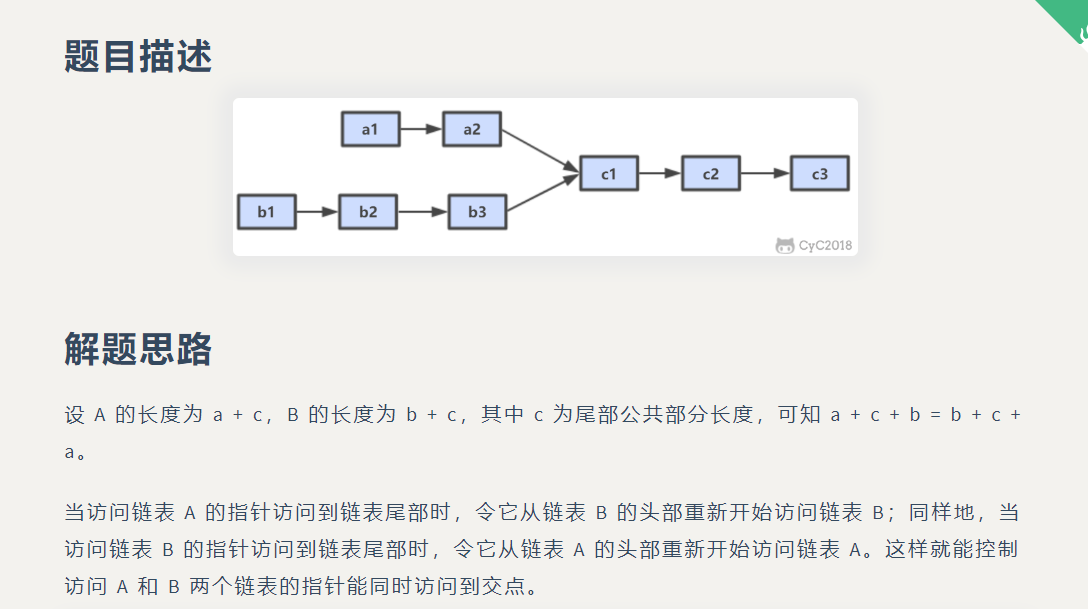 题目描述
a1 a2
c1 c2 c3
b1 b2 b3
CyC2018
解题思路
设 A 的长度为 a + c，B 的长度为 b + c，其中 c 为尾部公共部分长度，可知 a + c + b = b + c +
a。
当访问链表 A 的指针访问到链表尾部时，令它从链表 B 的头部重新开始访问链表 B；同样地，当
访问链表 B 的指针访问到链表尾部时，令它从链表 A 的头部重新开始访问链表 A。这样就能控制
访问 A 和 B 两个链表的指针能同时访问到交点。